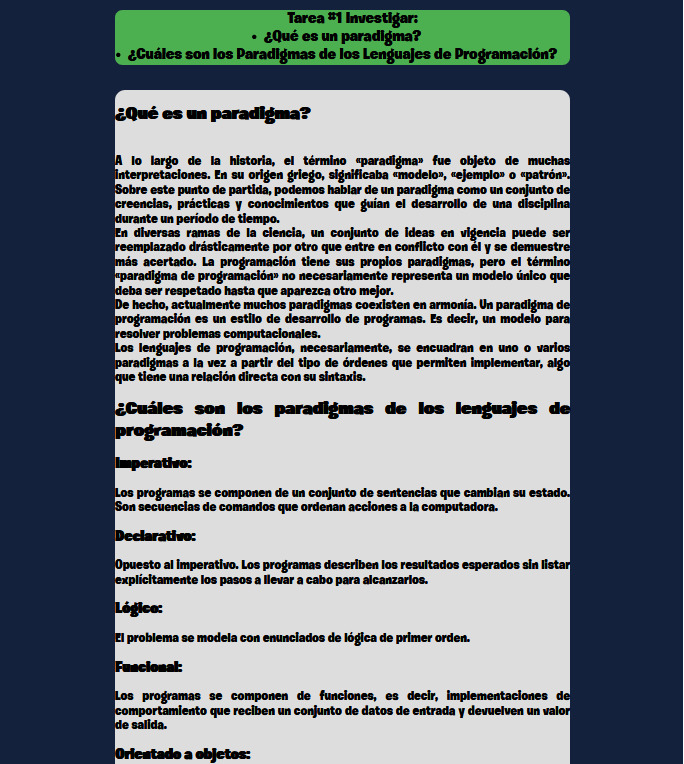 Tarea #1 Investigar:
• ¿Qué es un paradigma?
• ¿Cuáles son los Paradigmas de los Lenguajes de Programación?
¿Qué es un paradigma?
A lo largo de la historia, el término «paradigma» fue objeto de muchas
interpretaciones. En su origen griego, significaba «modelo», «ejemplo» o «patrón».
Sobre este punto de partida, podemos hablar de un paradigma como un conjunto de
creencias, prácticas y conocimientos que guían el desarrollo de una disciplina
durante un período de tiempo.
En diversas ramas de la ciencia, un conjunto de ideas en vigencia puede ser
reemplazado drásticamente por otro que entre en conflicto con él y se demuestre
más acertado. La programación tiene sus propios paradigmas, pero el término
«paradigma de programación» no necesariamente representa un modelo único que
deba ser respetado hasta que aparezca otro mejor.
De hecho, actualmente muchos paradigmas coexisten en armonía. Un paradigma de
programación es un estilo de desarrollo de programas. Es decir, un modelo para
resolver problemas computacionales.
Los lenguajes de programación, necesariamente, se encuadran en uno o varios
paradigmas a la vez a partir del tipo de órdenes que permiten implementar, algo
que tiene una relación directa con su sintaxis.
¿Cuáles son los paradigmas de los lenguajes de
programación?
Imperativo:
Los programas se componen de un conjunto de sentencias que cambian su estado.
Son secuencias de comandos que ordenan acciones a la computadora.
Declarativo:
Opuesto al imperativo. Los programas describen los resultados esperados sin listar
explícitamente los pasos a llevar a cabo para alcanzarlos.
Lógico:
El problema se modela con enunciados de lógica de primer orden.
Funcional:
Los programas se componen de funciones, es decir, implementaciones de
comportamiento que reciben un conjunto de datos de entrada y devuelven un valor
de salida.
Orientado a objetos: